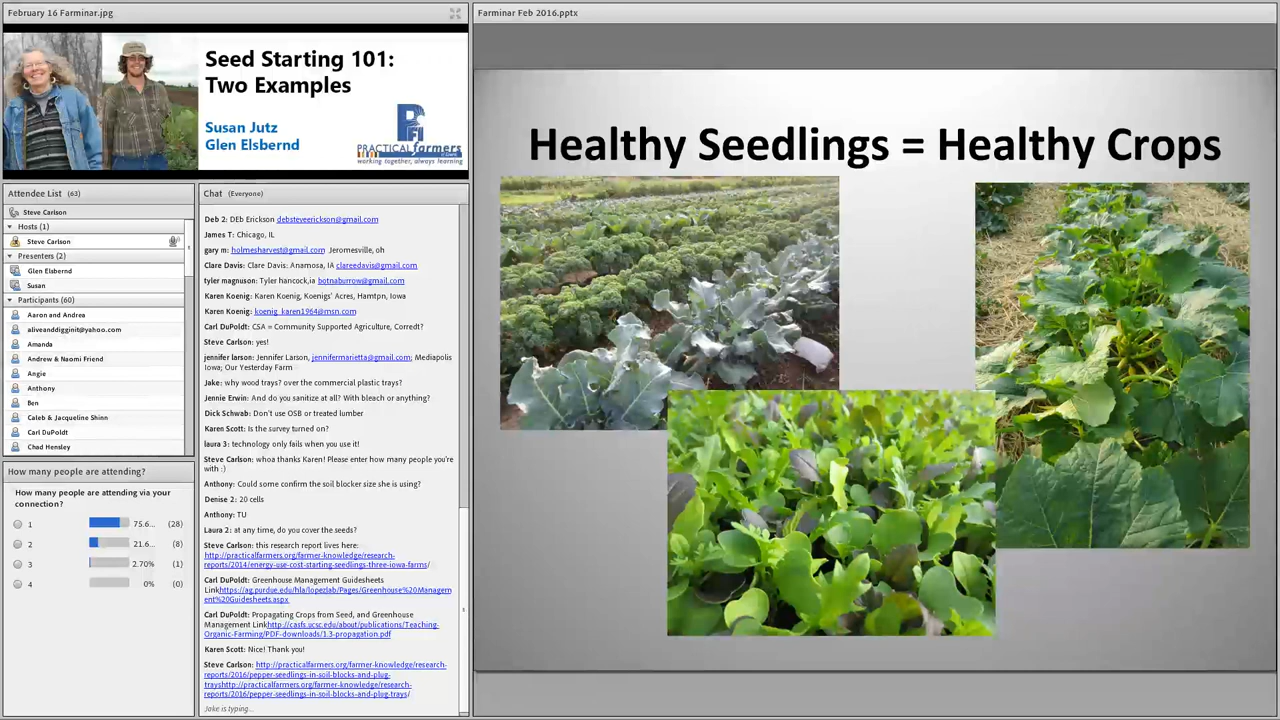 February 16 Farminar.jpg
Seed Starting 101:
Two Examples
Susan Jutz
Glen Elsbernd
PFI
PRACTICAL farmers
working together, always learning
Attendee List (63)
Steve Carlson
Hosts (1)
Steve Carlson
Presenters (2)
Glen Elsbernd
Susan
Participants (60)
Aaron and Andrea
aliveanddigginit@yahoo.com
Amanda
Andrew & Naomi Friend
Angie
Anthony
Ben
Caleb & Jacqueline Shinn
Carl DuPoldt
Chad Hensley
How many people are attending?
How many people are attending via your
connection?
1 75.6... (28)
2 21.6... (8)
3 2.70% (1)
4 0% (0)
Chat (Everyone)
Deb 2: DEb Erickson debsteveerickson@gmail.com
James T: Chicago, IL
gary m: holmesharvest@gmail.com Jeromesville, oh
Clare Davis: Clare Davis: Anamosa, IA clareedavis@gmail.com
tyler magnuson: Tyler hancock,ia botnaburrow@gmail.com
Karen Koenig: Karen Koenig, Koenigs' Acres, Hamtpn, Iowa
Karen Koenig: koenig_karen1964@msn.com
Carl DuPoldt: CSA = Community Supported Agriculture, Corredt?
Steve Carlson: yes!
jennifer larson: Jennifer Larson, jennifermarietta@gmail.com; Mediapolis
Iowa; Our Yesterday Farm
Jake: why wood trays? over the commercial plastic trays?
Jennie Erwin: And do you sanitize at all? With bleach or anything?
Dick Schwab: Don't use OSB or treated lumber
Karen Scott: Is the survey turned on?
laura 3: technology only fails when you use it!
Steve Carlson: whoa thanks Karen! Please enter how many people you're
with :)
Anthony: Could some confirm the soil blocker size she is using?
Denise 2: 20 cells
Anthony: TU
Laura 2: at any time, do you cover the seeds?
Steve Carlson: this research report lives here:
http://practicalfarmers.org/farmer-knowledge/research-
reports/2014/energy-use-cost-starting-seedlings-three-iowa-farms/
Carl DuPoldt: Greenhouse Management Guidesheets
Linkhttps://ag.purdue.edu/hla/lopezlab/Pages/Greenhouse%20Managem
ent%20Guidesheets.aspx
Carl DuPoldt: Propagating Crops from Seed, and Greenhouse
Management Linkhttp://casfs.ucsc.edu/about/publications/Teaching-
Organic-Farming/PDF-downloads/1.3-propagation.pdf
Karen Scott: Nice! Thank you!
Steve Carlson: http://practicalfarmers.org/farmer-knowledge/research-
reports/2016/pepper-seedlings-in-soil-blocks-and-plug-
trayshttp://practicalfarmers.org/farmer-knowledge/research-
reports/2016/pepper-seedlings-in-soil-blocks-and-plug-trays/
Jake is typing...
Farminar Feb 2016.pptx
Healthy Seedlings = Healthy Crops